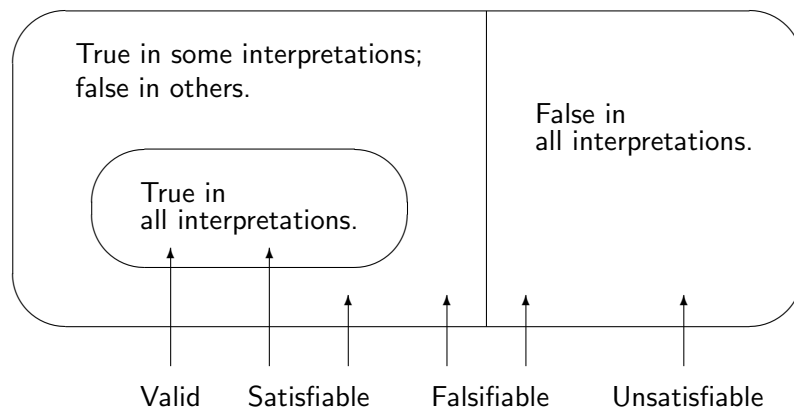 True in some interpretations;
false in others.
False in
all interpretations.
True in
all interpretations.
Valid Satisfiable Falsifiable Unsatisfiable